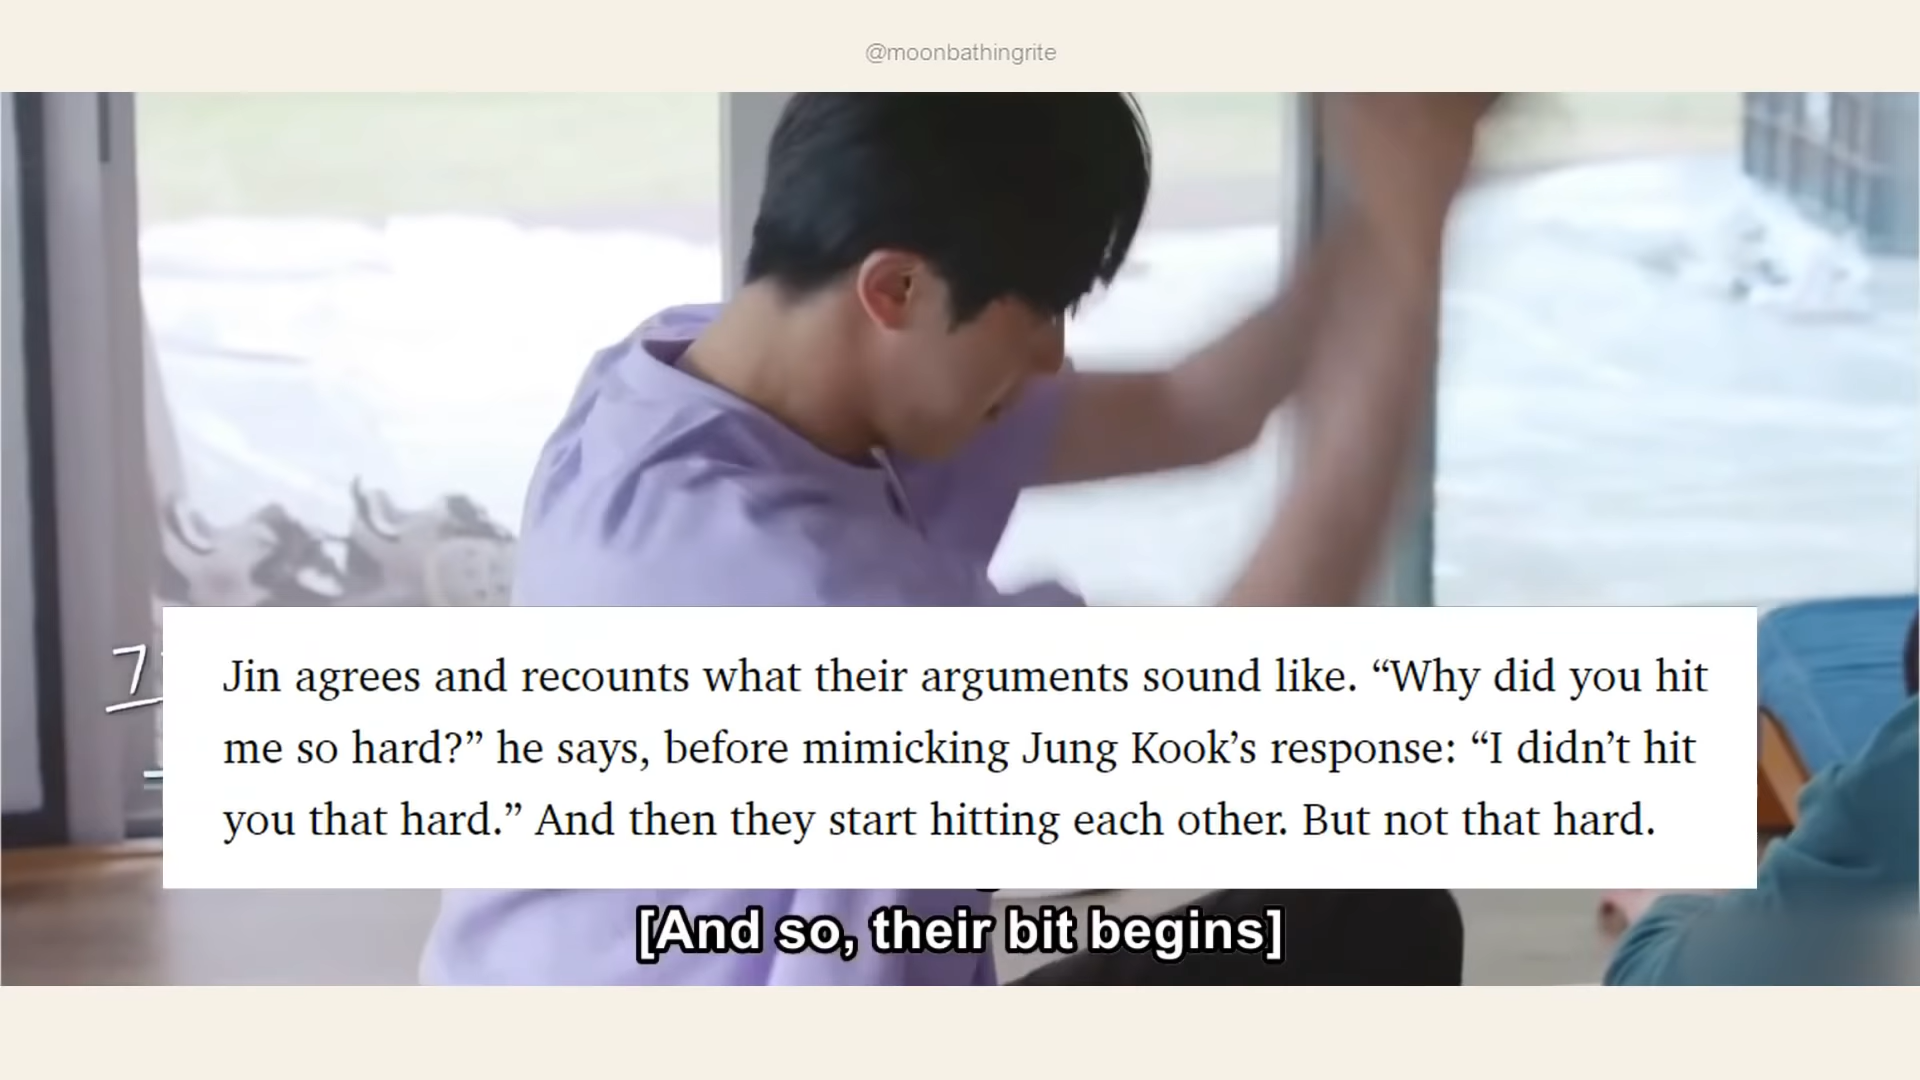 @moonbathingrite
Jin agrees and recounts what their arguments sound like. “Why did you hit
me so hard?” he says, before mimicking Jung Kook’s response: “I didn’t hit
you that hard.” And then they start hitting each other. But not that hard.
[And so, their bit begins]